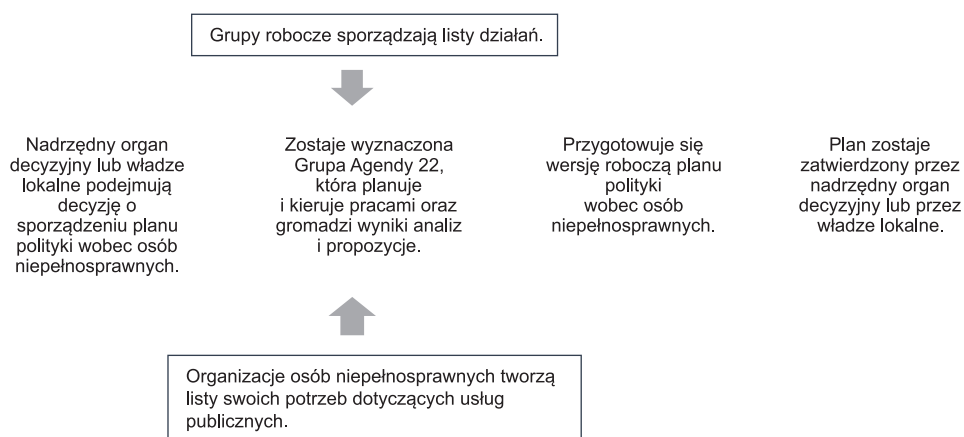 Grupy robocze sporządzają listy działań.
Nadrzędny organ
decyzyjny lub władze
lokalne podejmują
decyzję o
sporządzeniu planu
polityki wobec osób
niepełnosprawnych.
Zostaje wyznaczona
Grupa Agendy 22,
która planuje
i kieruje pracami oraz
gromadzi wyniki analiz
i propozycje.
Przygotowuje się
wersję roboczą planu
polityki
wobec osób
niepełnosprawnych.
Plan zostaje
zatwierdzony przez
nadrzędny organ
decyzyjny lub przez
władze lokalne.
Organizacje osób niepełnosprawnych tworzą
listy swoich potrzeb dotyczących usług
publicznych.